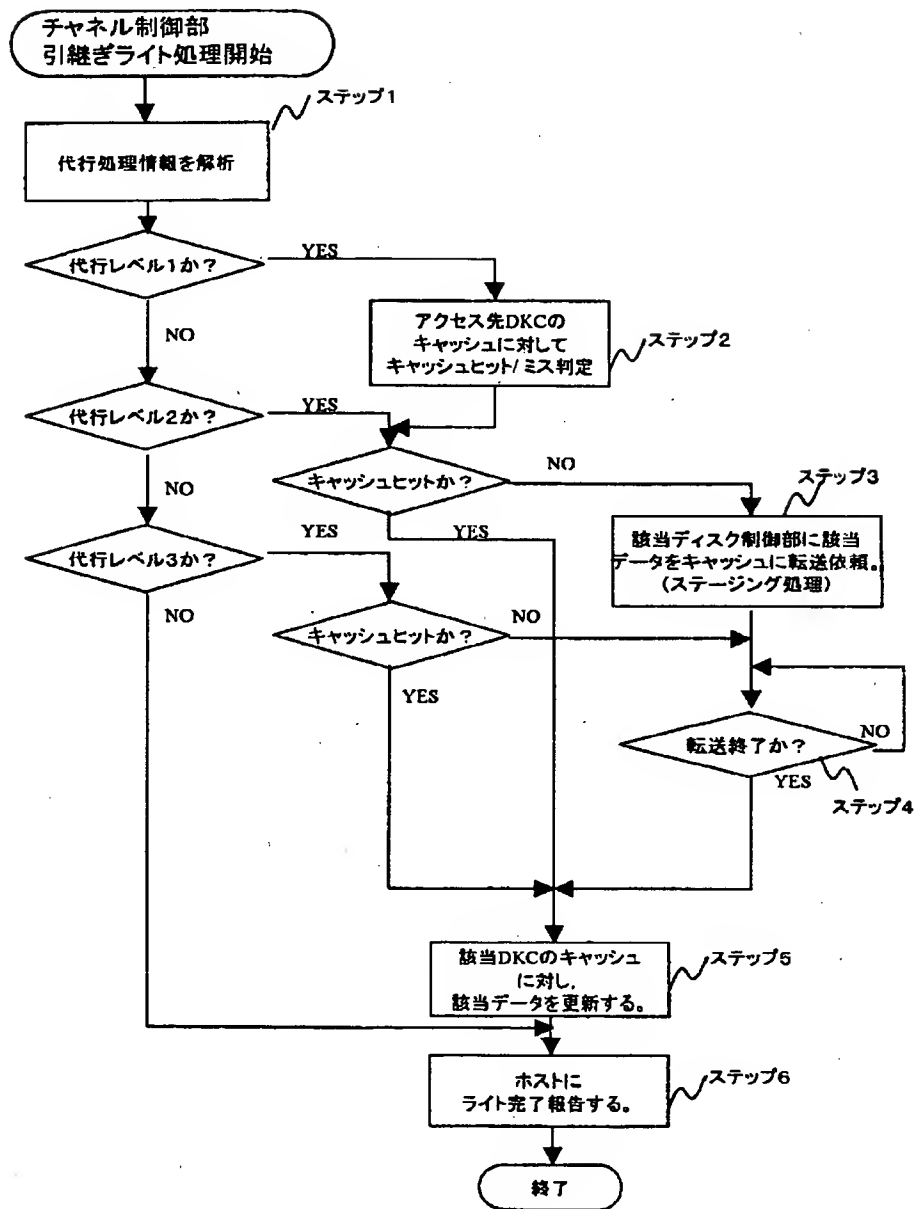 チャネル制御部
引継ぎライト処理開始
ステップ1
代行処理情報を解析
代行レベル1か?
YES
NO
アクセス先DKCの
キャッシュに対して
キャッシュヒット/ミス判定
ステップ2
代行レベル2か?
YES
NO
キャッシュヒットか?
NO
YES
ステップ3
該当ディスク制御部に該当
データをキャッシュに転送依頼。
(ステージング処理)
代行レベル3か?
YES
NO
キャッシュヒットか?
NO
YES
転送終了か?
NO
YES
ステップ4
該当DKCのキャッシュ
に対し,
該当データを更新する。
ステップ5
ホストに
ライト完了報告する。
ステップ6
終了